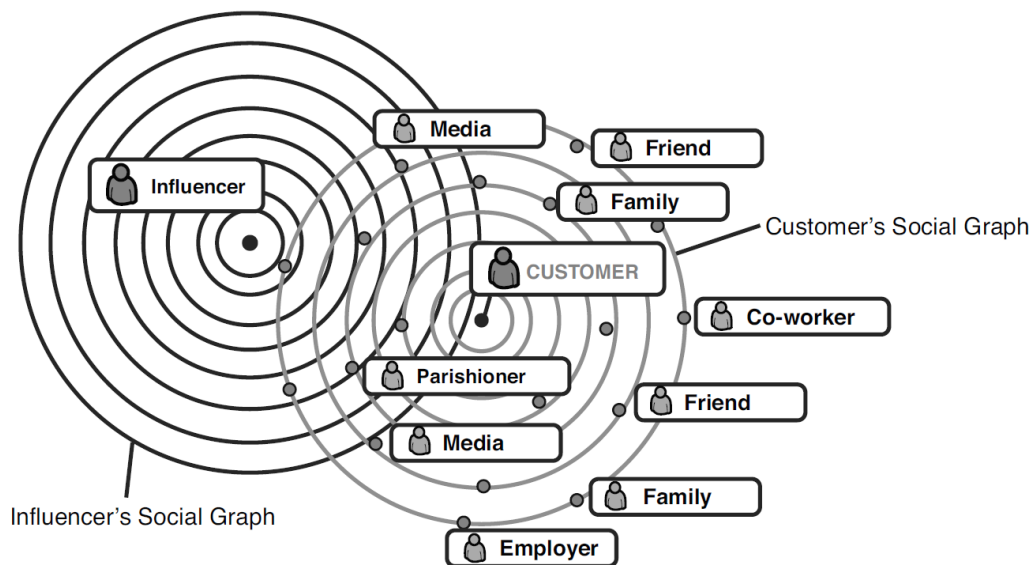 Media
Friend
Influencer
Family
Customer's Social Graph
CUSTOMER
Co-worker
Parishioner
Friend
Media
Family
Influencer's Social Graph
Employer